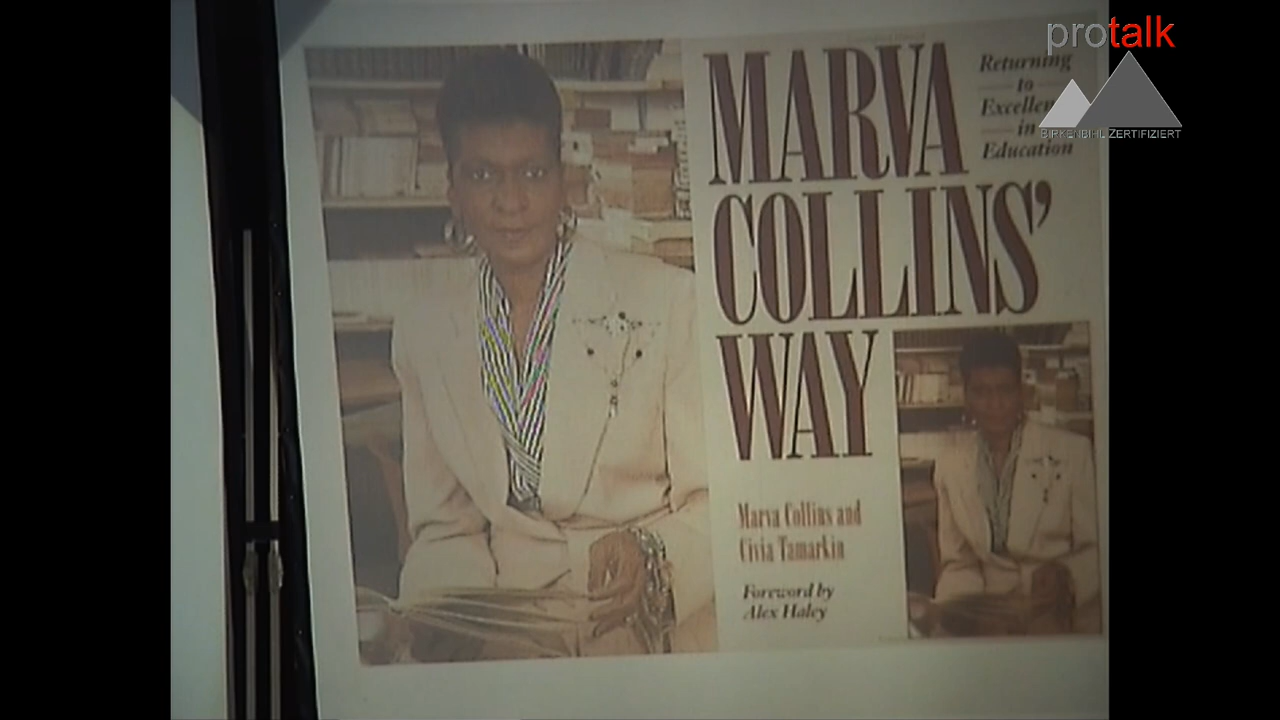 protalk
BIRKENBIHL ZERTIFIZIERT
MARVA
COLLINS'
WAY
Returning
to
in
Education
Marva Collins and
Civia Tamarkin
Foreword by
Alex Haley